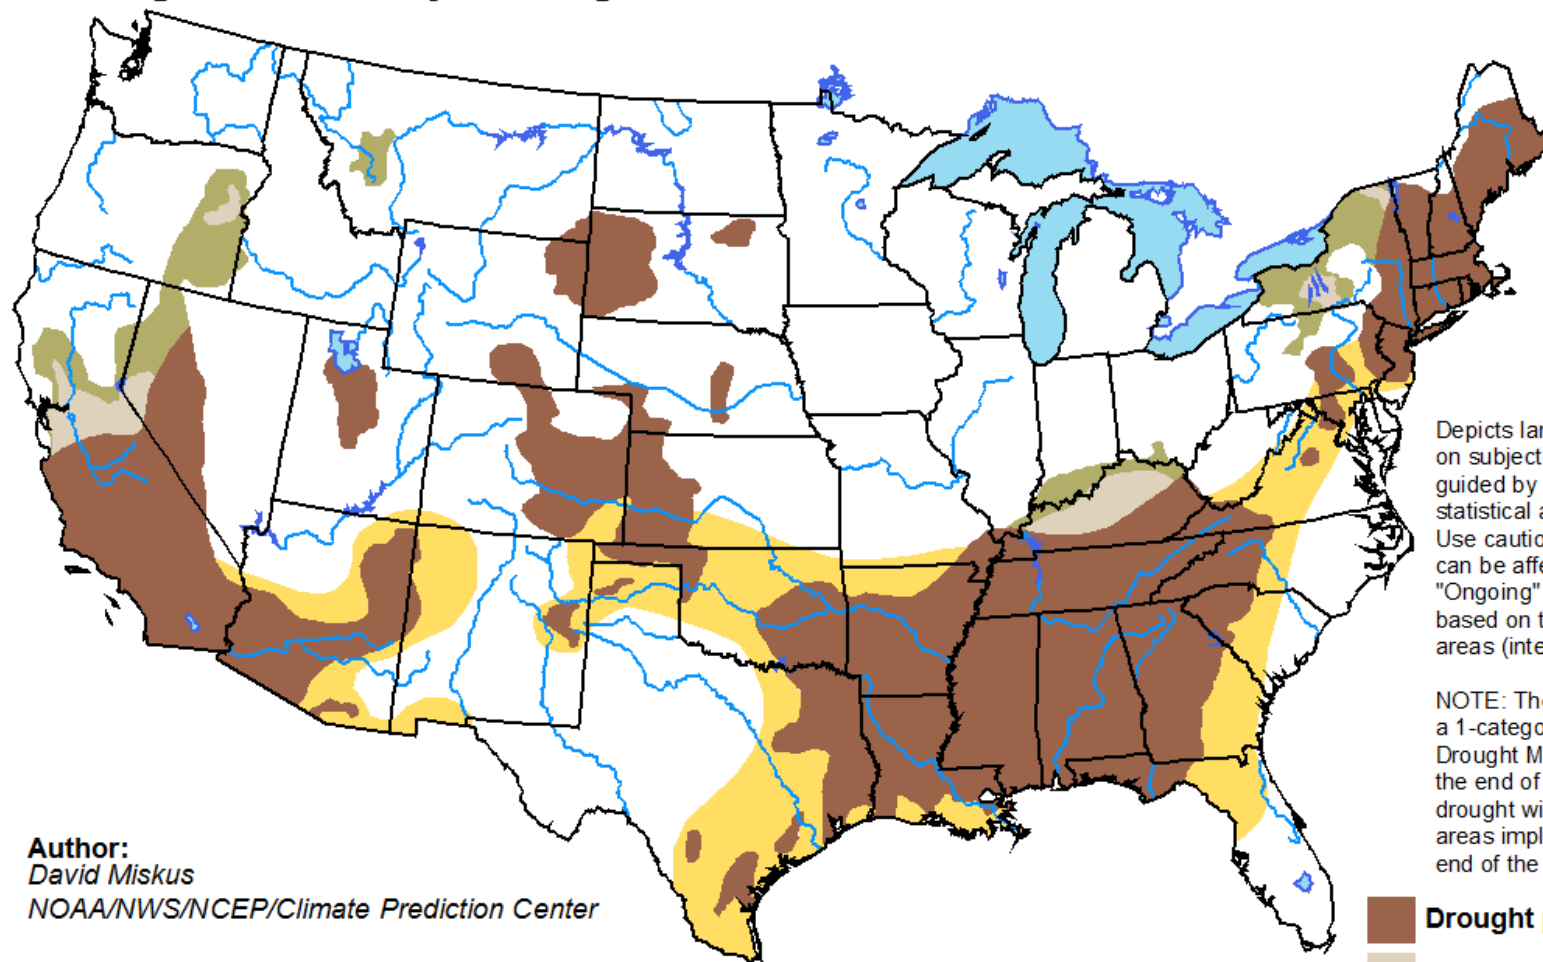 Depicts lar
on subject
guided by
statistical a
Use cautio
can be affe
"Ongoing"
based on t
areas (inte
NOTE: The
a 1-catego
Drought M
the end of
drought wi
areas impl
end of the
Author:
David Miskus
NOAA/NWS/NCEP/Climate Prediction Center
Drought